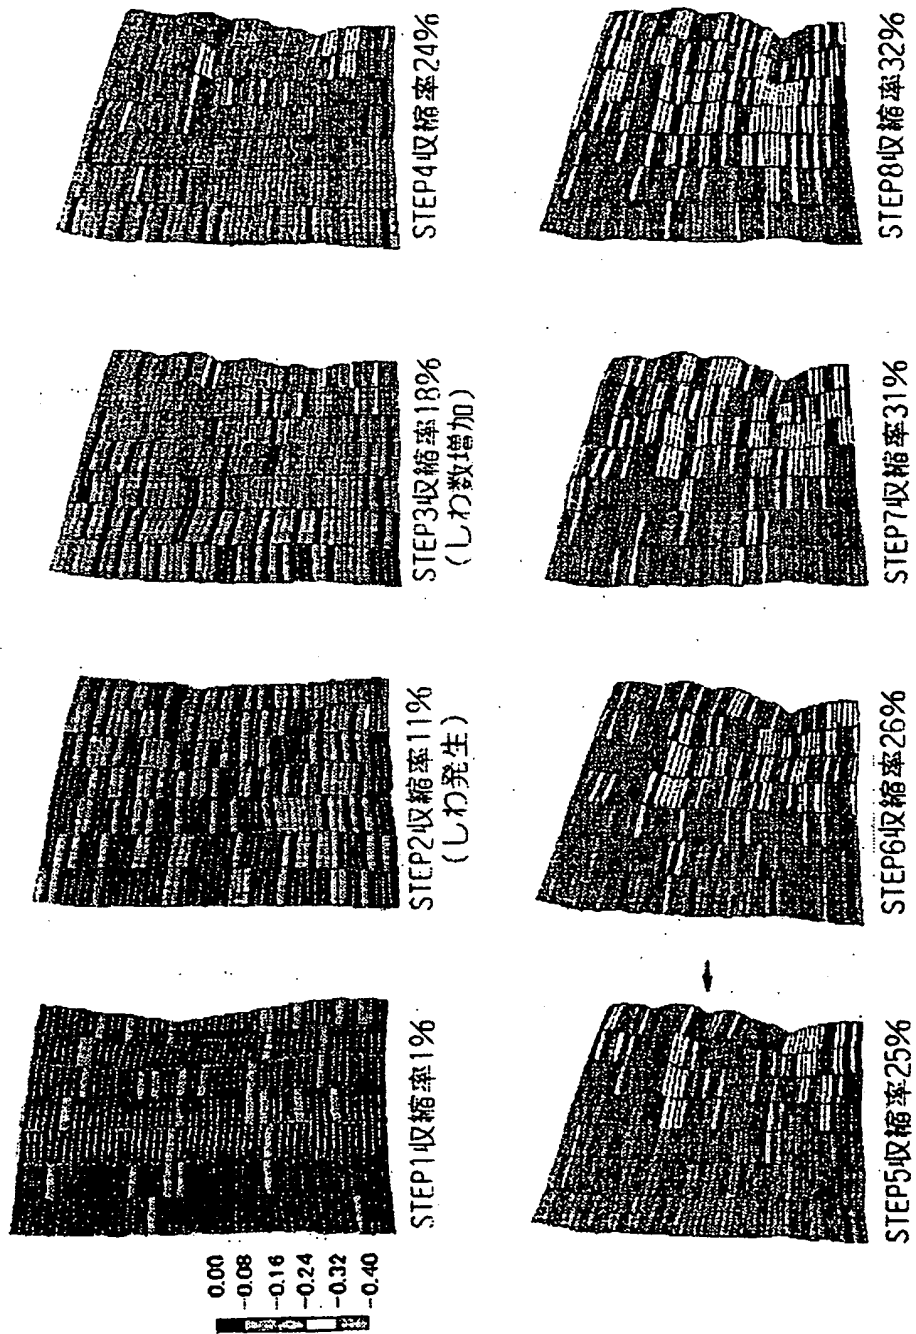 STEP1収縮率1%
STEP2収縮率11%
(しわ発生)
STEP3収縮率18%
(しわ数増加)
STEP4収縮率24%
0.00
-0.08
-0.16
-0.24
-0.32
-0.40
STEP5収縮率25%
STEP6収縮率26%
STEP7収縮率31%
STEP8収縮率32%